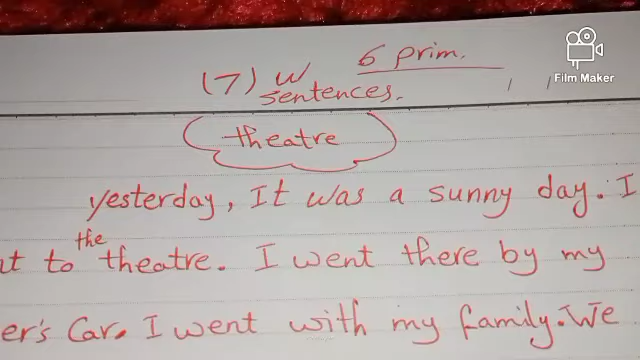 6 prim.
(7) w
sentences.
Film Maker
theatre
yesterday, It was a sunny day. I
to the theatre. I went there by my
er's Car. I went with my family. We